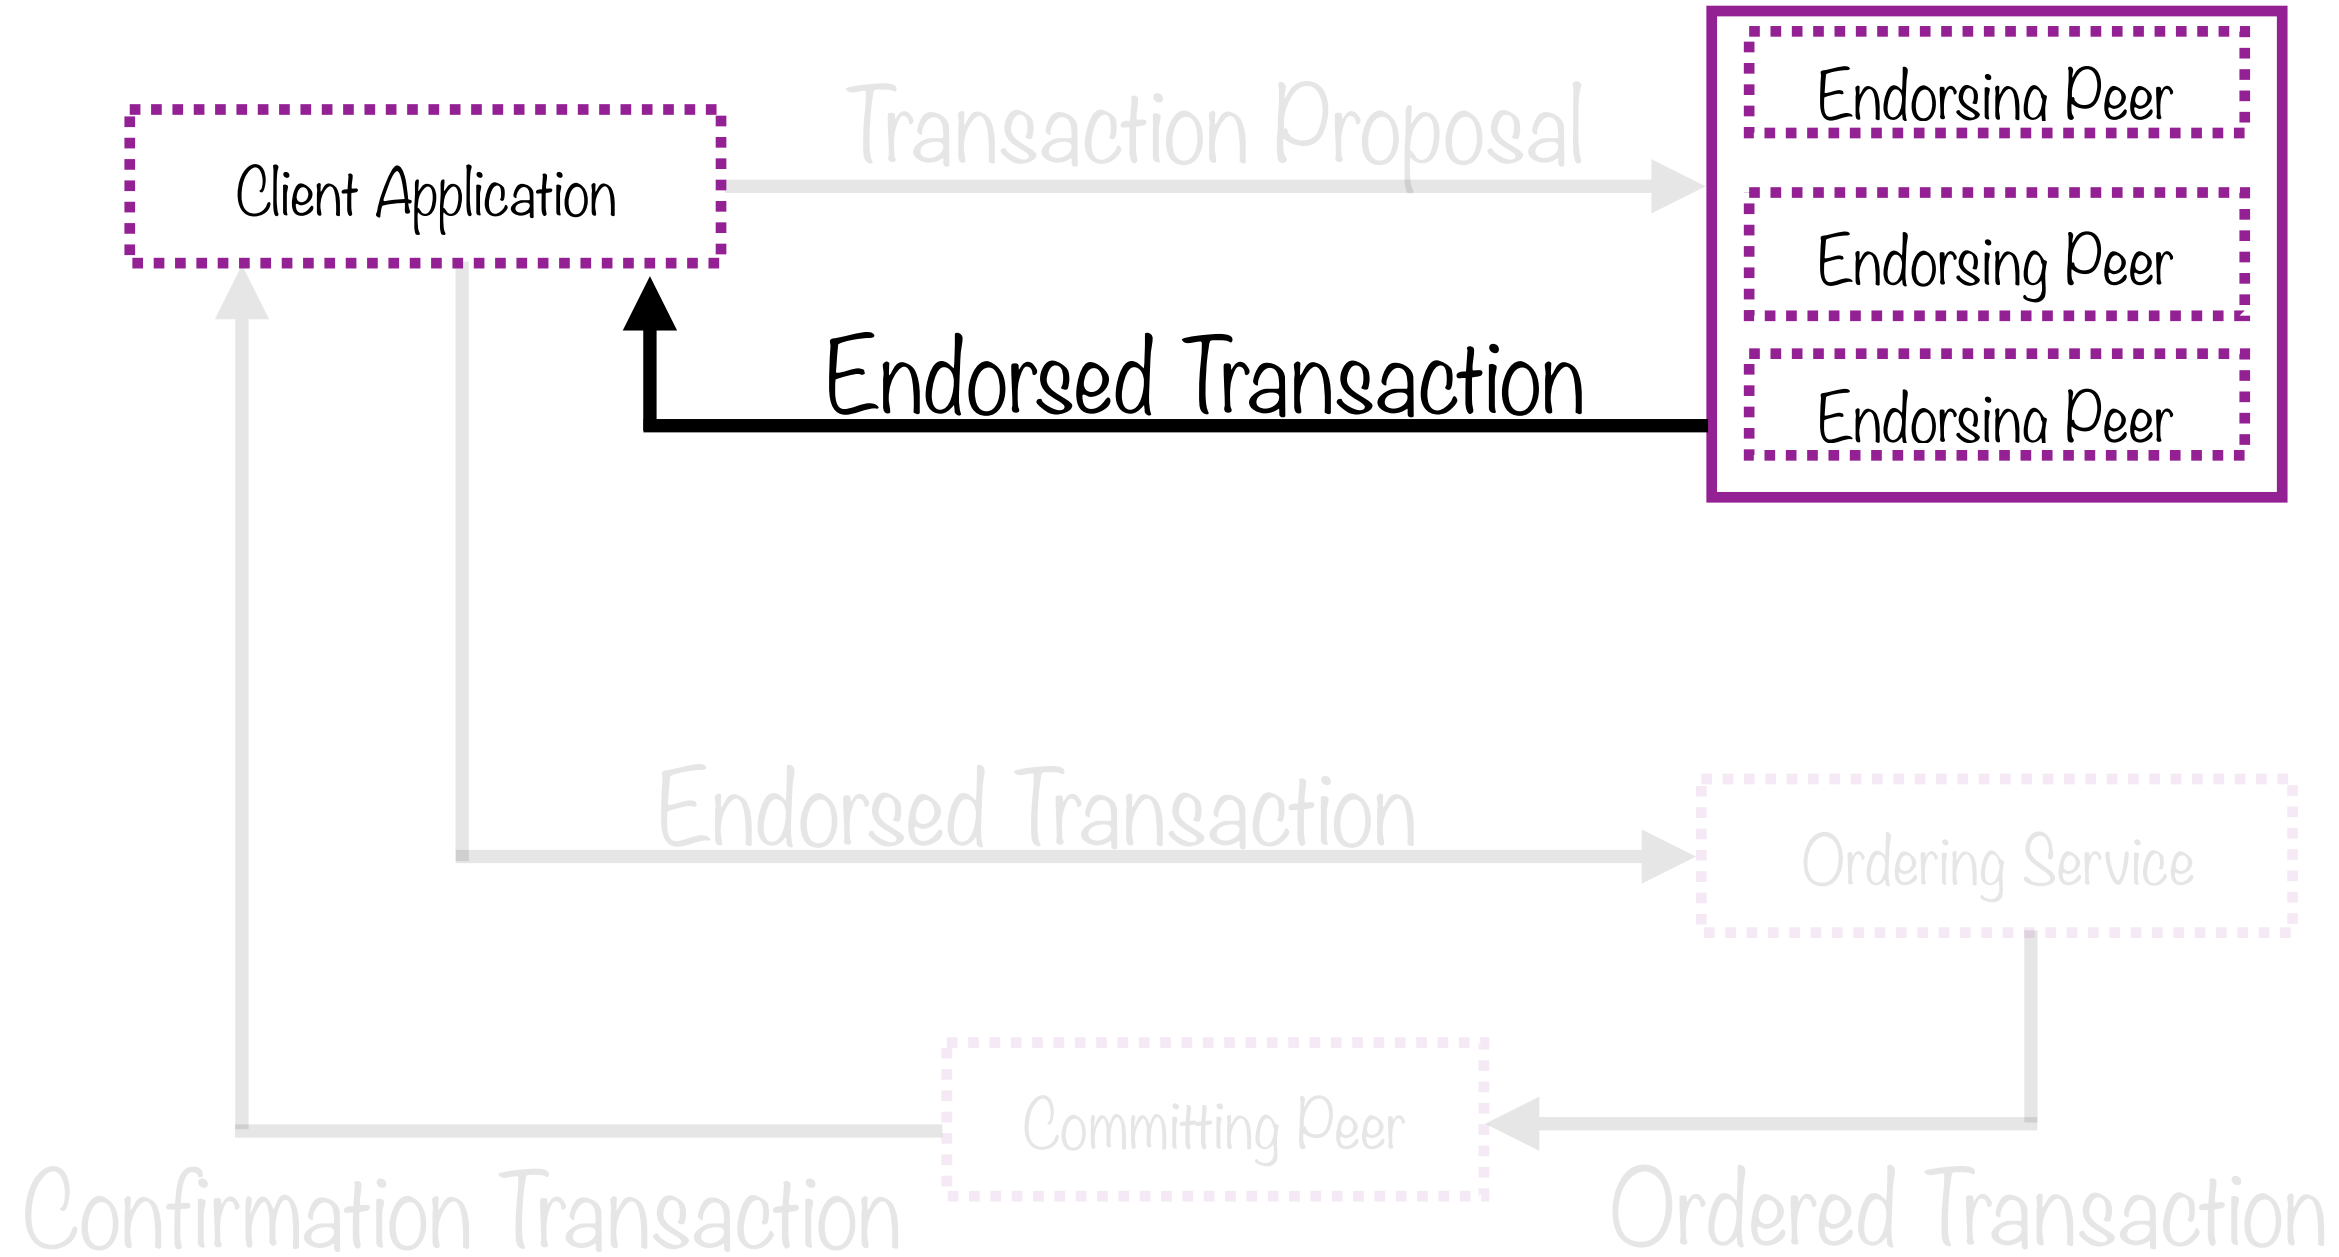 Transaction Proposal
Endorsing Peer
Client Application
Endorsing Peer
Endorsed Transaction
Endorsing Peer
Endorsed Transaction
Ordering Service
Committing Peer
Confirmation Transaction
Ordered Transaction